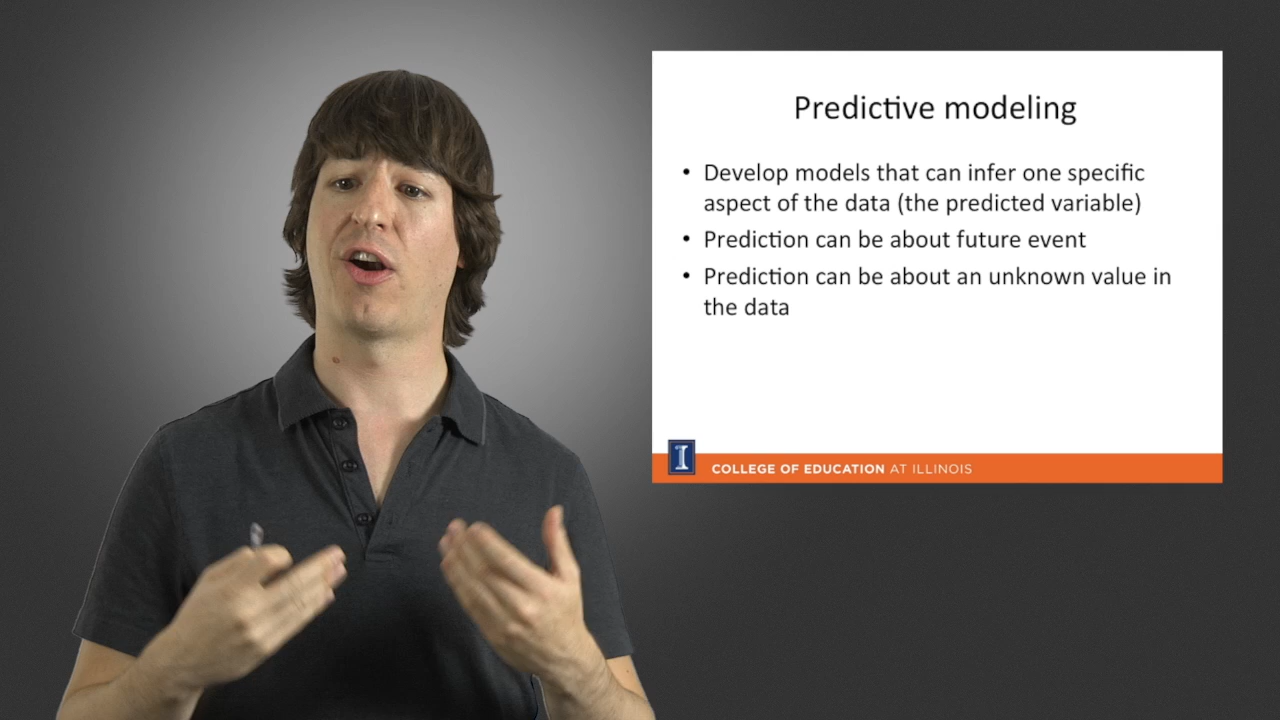 Predictive modeling
• Develop models that can infer one specific
aspect of the data (the predicted variable)
• Prediction can be about future event
• Prediction can be about an unknown value in
the data
I
COLLEGE OF EDUCATION AT ILLINOIS